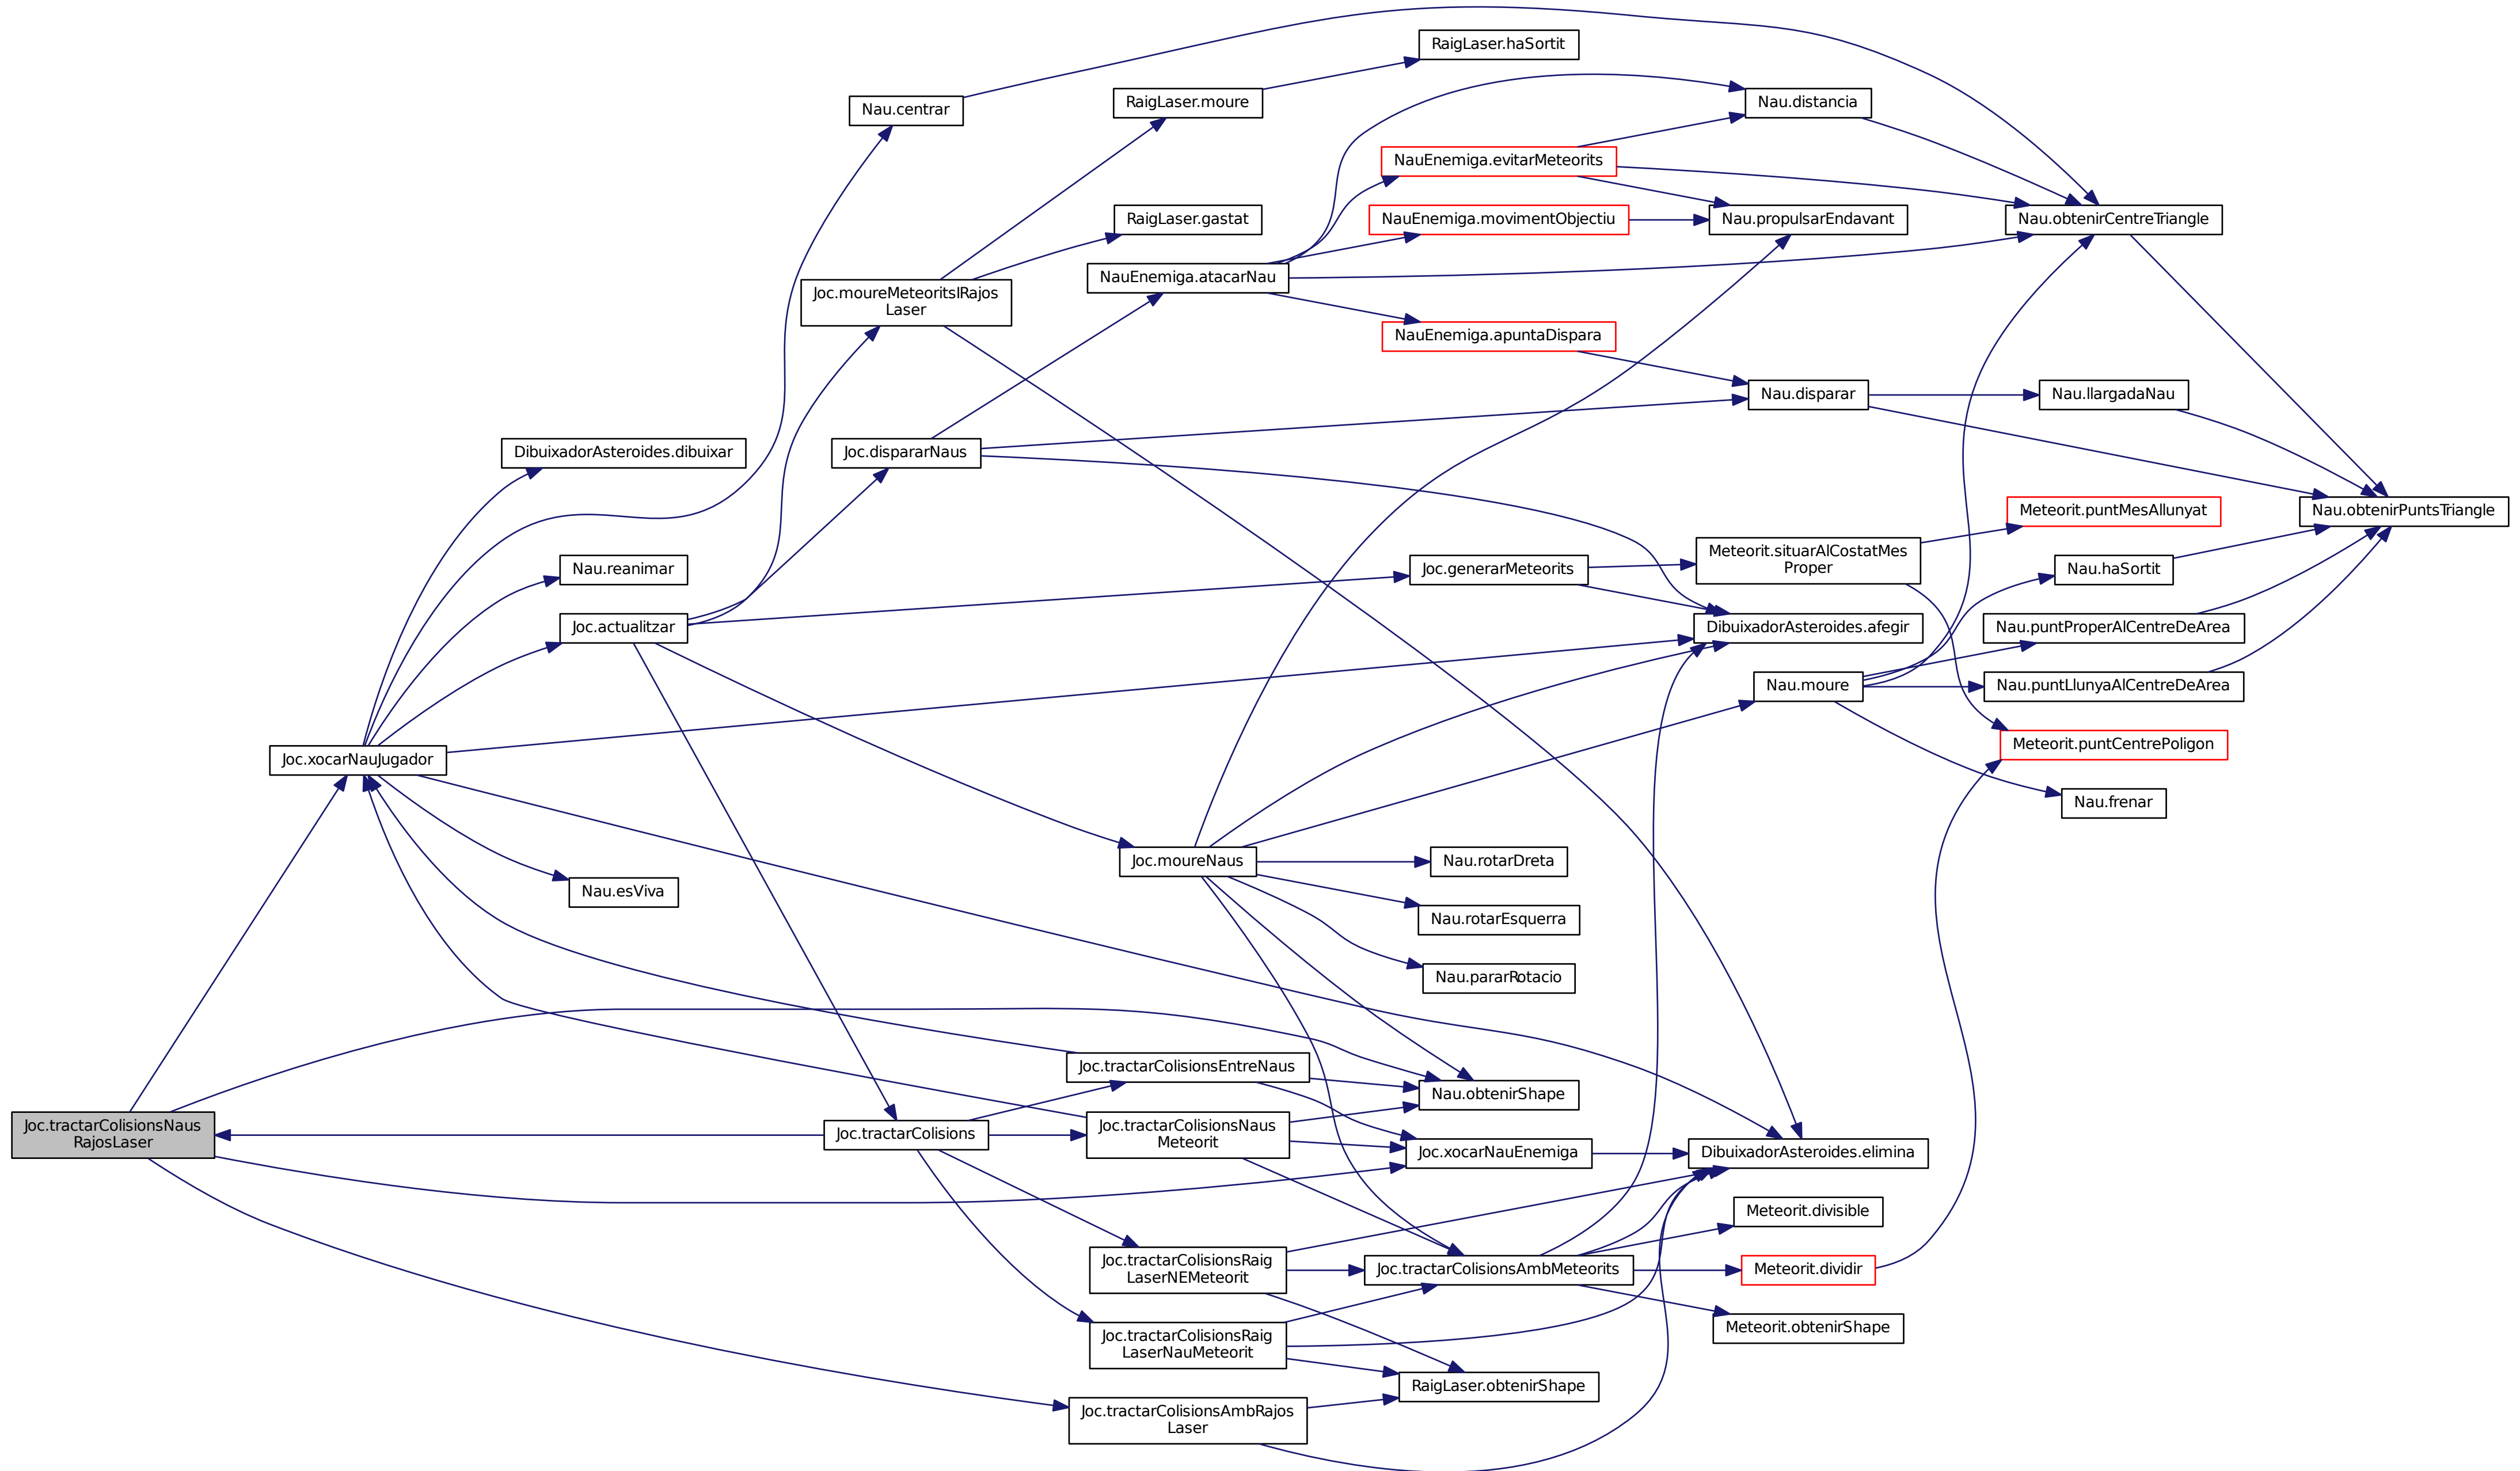 RaigLaser.haSortit
Nau.centrar
RaigLaser.moure
Nau.distancia
NauEnemiga.evitarMeteorits
RaigLaser.gastat
NauEnemiga.movimentObjectiu
Nau.propulsarEndavant
Nau.obtenirCentreTriangle
NauEnemiga.atacarNau
Joc.moureMeteoritsIRajos
Laser
NauEnemiga.apuntaDispara
Nau.disparar
Nau.llargadaNau
DibuixadorAsteroides.dibuixar
Joc.dispararNaus
Nau.obtenirPuntsTriangle
Meteorit.puntMesAllunyat
Nau.reanimar
Joc.generarMeteorits
Meteorit.situarAlCostatMes
Proper
Nau.haSortit
Joc.actualitzar
DibuixadorAsteroides.afegir
Nau.puntProperAlCentreDeArea
Nau.moure
Nau.puntLlunyaAlCentreDeArea
Joc.xocarNauJugador
Meteorit.puntCentrePoligon
Nau.frenar
Joc.moureNaus
Nau.rotarDreta
Nau.esViva
Nau.rotarEsquerra
Nau.pararRotacio
Joc.tractarColisionsEntreNaus
Nau.obtenirShape
Joc.tractarColisionsNaus
RajosLaser
Joc.tractarColisions
Joc.tractarColisionsNaus
Meteorit
Joc.xocarNauEnemiga
DibuixadorAsteroides.elimina
Meteorit.divisible
Joc.tractarColisionsRaig
LaserNEMeteorit
Joc.tractarColisionsAmbMeteorits
Meteorit.dividir
Joc.tractarColisionsRaig
LaserNauMeteorit
Meteorit.obtenirShape
RaigLaser.obtenirShape
Joc.tractarColisionsAmbRajos
Laser